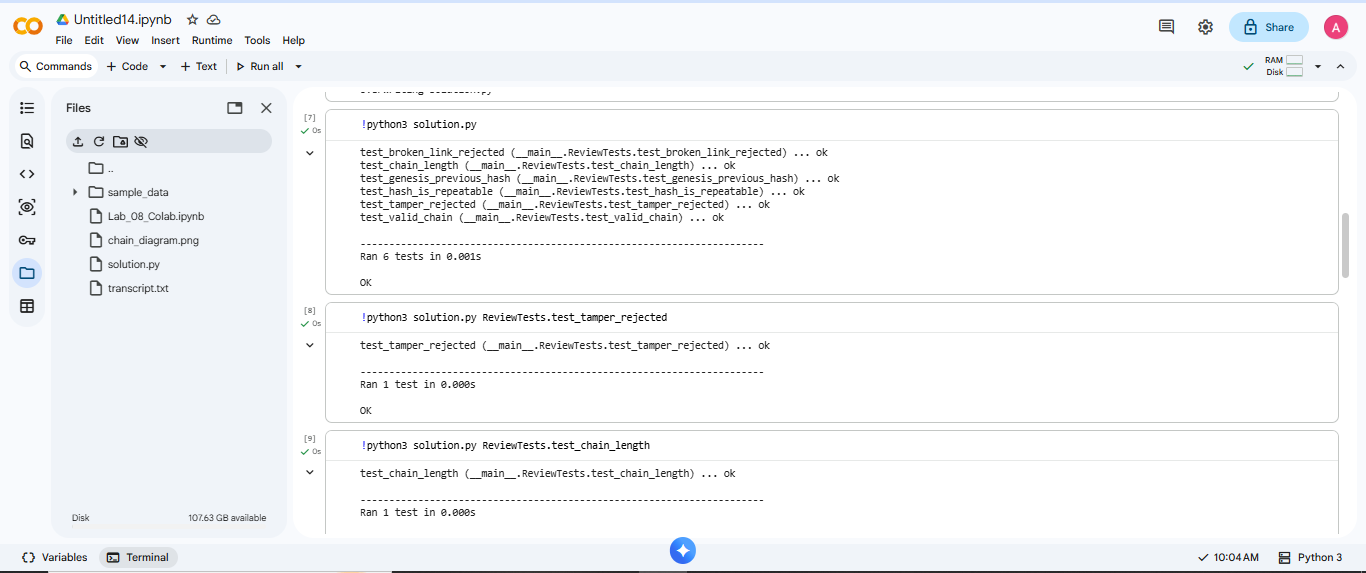 Untitled14.ipynb
File Edit View Insert Runtime Tools Help
Share
A
Commands + Code + Text Run all
RAM
Disk
Files
..
sample_data
Lab_08_Colab.ipynb
chain_diagram.png
solution.py
transcript.txt
Disk 107.63 GB available
[7]
0s
!python3 solution.py
test_broken_link_rejected (__main__.ReviewTests.test_broken_link_rejected) ... ok
test_chain_length (__main__.ReviewTests.test_chain_length) ... ok
test_genesis_previous_hash (__main__.ReviewTests.test_genesis_previous_hash) ... ok
test_hash_is_repeatable (__main__.ReviewTests.test_hash_is_repeatable) ... ok
test_tamper_rejected (__main__.ReviewTests.test_tamper_rejected) ... ok
test_valid_chain (__main__.ReviewTests.test_valid_chain) ... ok
----------------------------------------------------------------------
Ran 6 tests in 0.001s
OK
[8]
0s
!python3 solution.py ReviewTests.test_tamper_rejected
test_tamper_rejected (__main__.ReviewTests.test_tamper_rejected) ... ok
----------------------------------------------------------------------
Ran 1 test in 0.000s
OK
[9]
0s
!python3 solution.py ReviewTests.test_chain_length
test_chain_length (__main__.ReviewTests.test_chain_length) ... ok
----------------------------------------------------------------------
Ran 1 test in 0.000s
Variables Terminal
10:04 AM Python 3